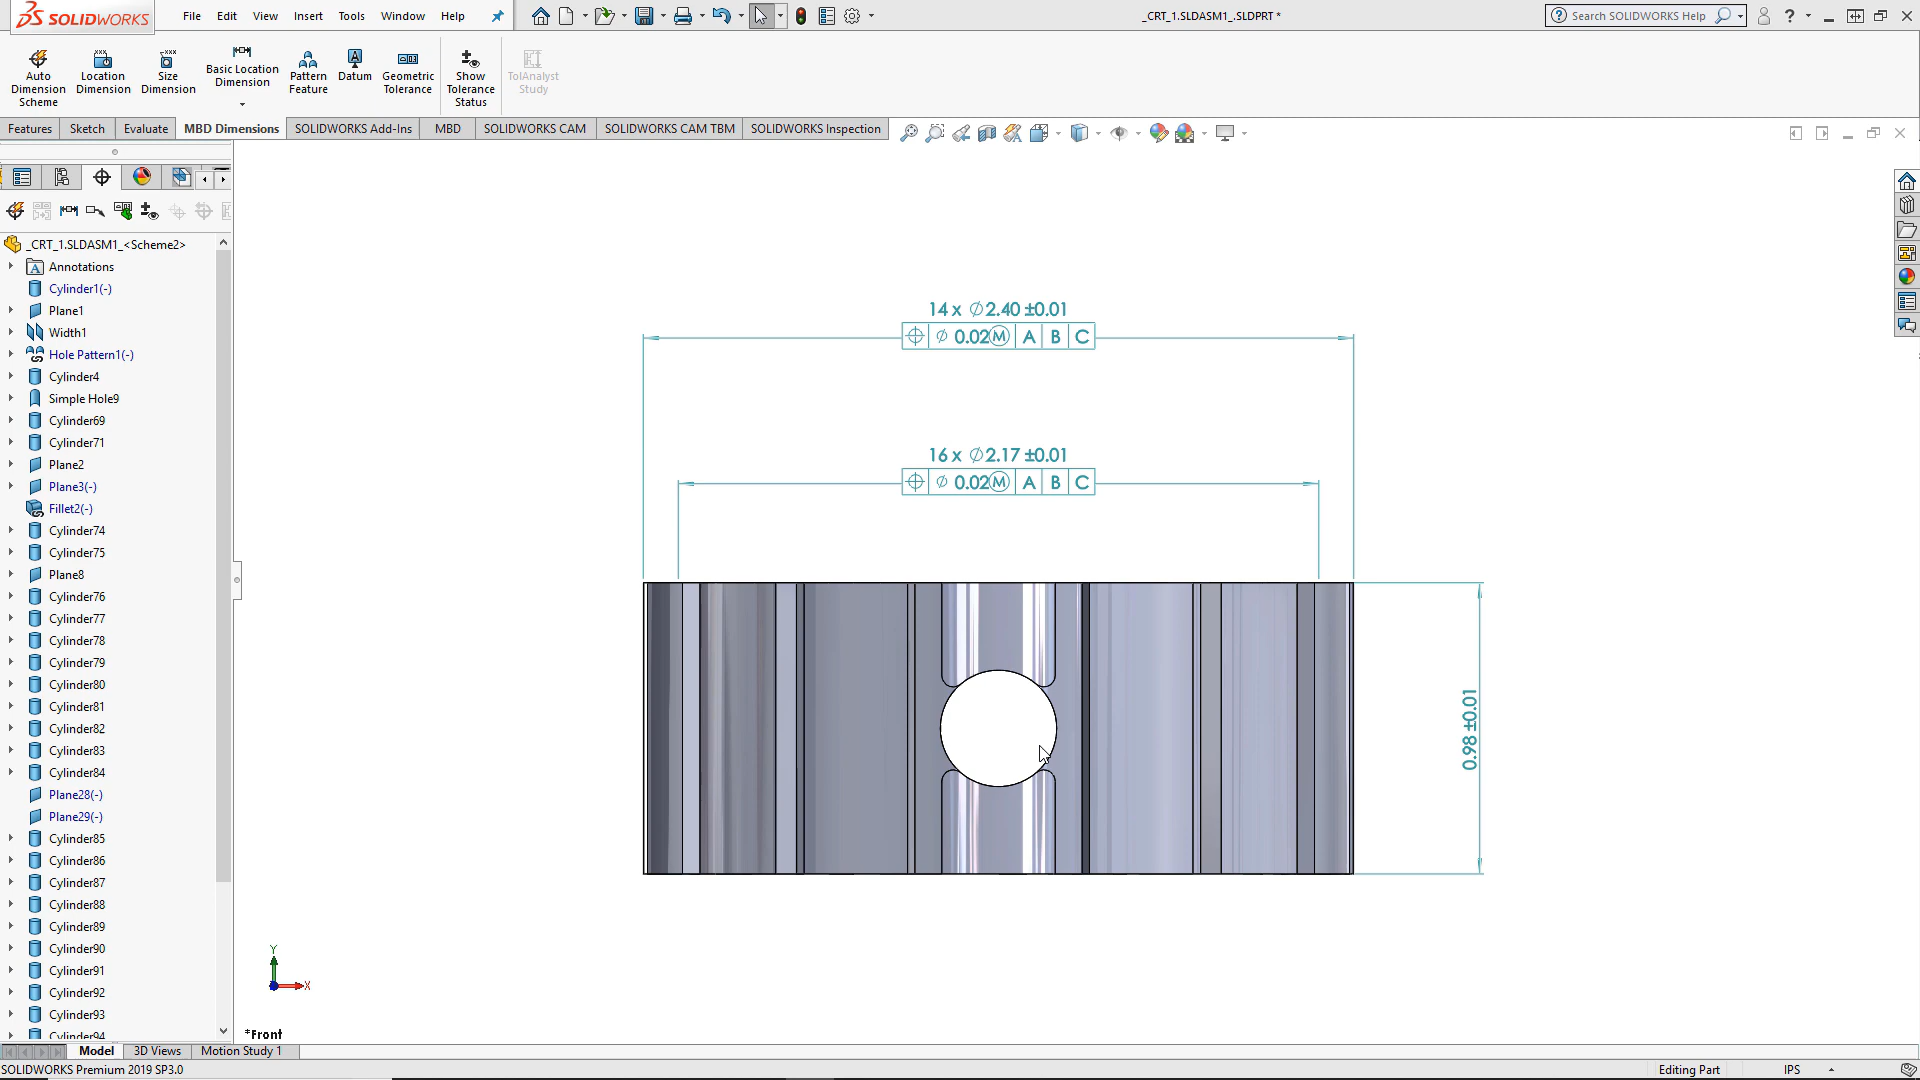 SOLIDWORKS
File Edit View Insert Tools Window Help
_CRT_1.SLDASM1_.SLDPRT *
Search SOLIDWORKS Help
Auto Dimension Scheme
Location Dimension
Size Dimension
Basic Location Dimension
Pattern Feature
Datum
Geometric Tolerance
Show Tolerance Status
TolAnalyst Study
Features Sketch Evaluate MBD Dimensions SOLIDWORKS Add-Ins MBD SOLIDWORKS CAM SOLIDWORKS CAM TBM SOLIDWORKS Inspection
_CRT_1.SLDASM1_<Scheme2>
Annotations
Cylinder1(-)
Plane1
Width1
Hole Pattern1(-)
Cylinder4
Simple Hole9
Cylinder69
Cylinder71
Plane2
Plane3(-)
Fillet2(-)
Cylinder74
Cylinder75
Plane8
Cylinder76
Cylinder77
Cylinder78
Cylinder79
Cylinder80
Cylinder81
Cylinder82
Cylinder83
Cylinder84
Plane28(-)
Plane29(-)
Cylinder85
Cylinder86
Cylinder87
Cylinder88
Cylinder89
Cylinder90
Cylinder91
Cylinder92
Cylinder93
Cylinder94
14 x ∅2.40 ±0.01
⌖ ∅ 0.02Ⓜ A B C
16 x ∅2.17 ±0.01
⌖ ∅ 0.02Ⓜ A B C
0.98 ±0.01
Y
X
*Front
Model 3D Views Motion Study 1
SOLIDWORKS Premium 2019 SP3.0
Editing Part
IPS